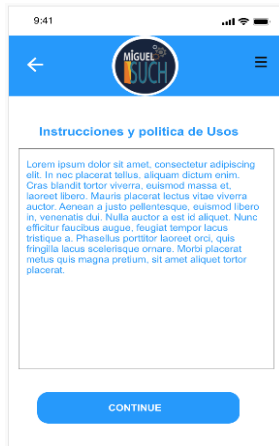 9:41
MIGUEL
SUCH
Instrucciones y politica de Usos
Lorem ipsum dolor sit amet, consectetur adipiscing
elit. In nec placerat tellus, aliquam dictum enim.
Cras blandit tortor viverra, euismod massa et,
laoreet libero. Mauris placerat lectus vitae viverra
auctor. Aenean a justo pellentesque, euismod libero
in, venenatis dui. Nulla auctor a est id aliquet. Nunc
efficitur faucibus augue, feugiat tempor lacus
tristique a. Phasellus porttitor laoreet orci, quis
fringilla lacus scelerisque ornare. Morbi placerat
metus quis magna pretium, sit amet aliquet tortor
placerat.
CONTINUE